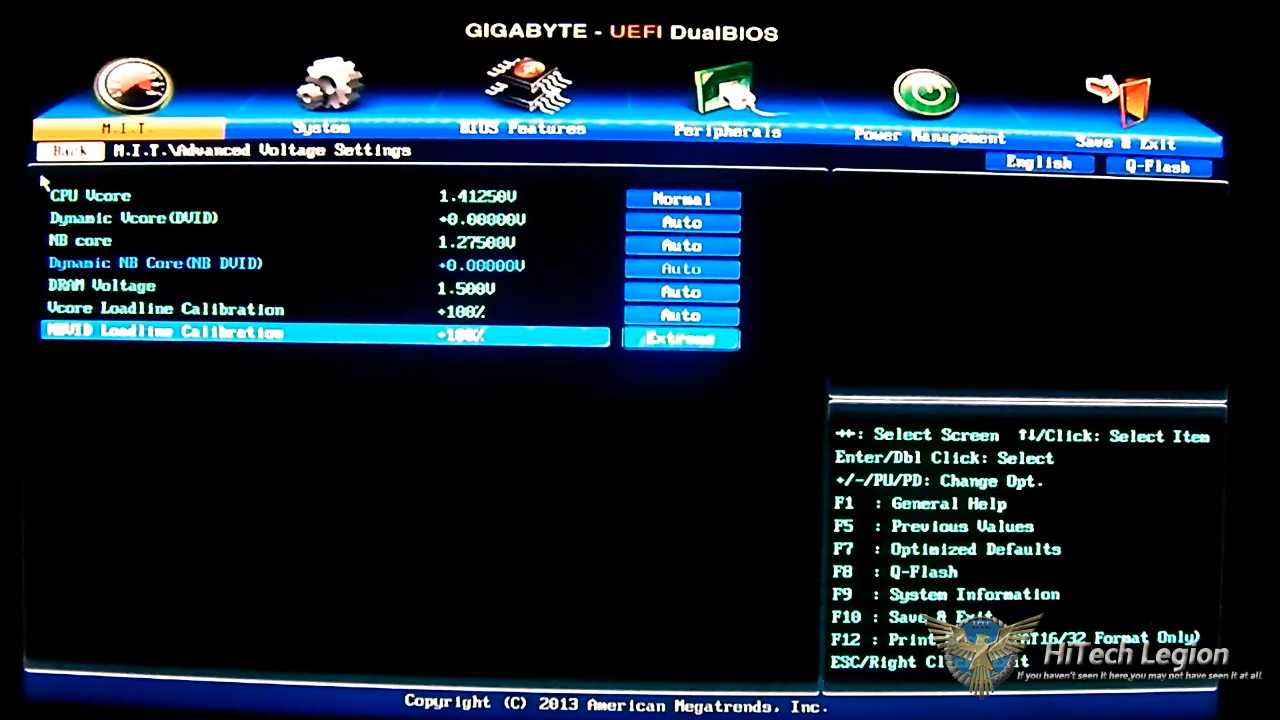 GIGABYTE - UEFI DualBIOS
M.I.T. System BIOS Features Peripherals Power Management Save & Exit
Back M.I.T.\Advanced Voltage Settings
English Q-Flash
CPU Vcore 1.41250V Normal
Dynamic Vcore(DVID) +0.00000V Auto
NB core 1.27500V Auto
Dynamic NB Core(NB DVID) +0.00000V Auto
DRAM Voltage 1.500V Auto
Vcore Loadline Calibration +100% Auto
NBVID Loadline Calibration +100% Extreme
→←: Select Screen ↑↓/Click: Select Item
Enter/Dbl Click: Select
+/-/PU/PD: Change Opt.
F1 : General Help
F5 : Previous Values
F7 : Optimized Defaults
F8 : Q-Flash
F9 : System Information
F10 : Save & Exit
F12 : Print AT16/32 Format Only)
ESC/Right Cl it
HiTech Legion
If you haven't seen it here,you may not have seen it at all
Copyright (C) 2013 American Megatrends, Inc.